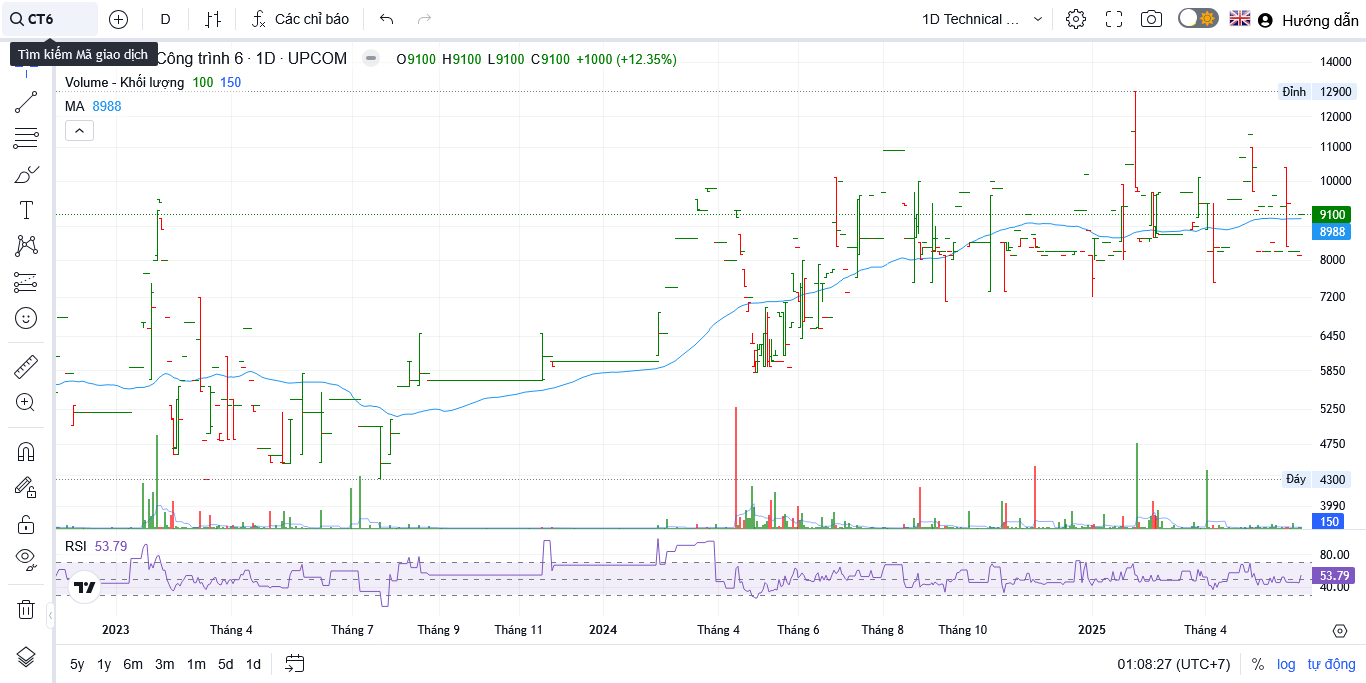 CT6 D Các chỉ báo 1D Technical ... Hướng dẫn
Tìm kiếm Mã giao dịch
Công trình 6 · 1D · UPCOM O9100 H9100 L9100 C9100 +1000 (+12.35%)
Volume - Khối lượng 100 150
MA 8988
14000
Đỉnh 12900
12000
11000
10000
9100
8988
8000
7200
6450
5850
5250
4750
Đáy 4300
3990
150
RSI 53.79
80.00
53.79
40.00
2023 Tháng 4 Tháng 7 Tháng 9 Tháng 11 2024 Tháng 4 Tháng 6 Tháng 8 Tháng 10 2025 Tháng 4
5y 1y 6m 3m 1m 5d 1d 01:08:27 (UTC+7) % log tự động